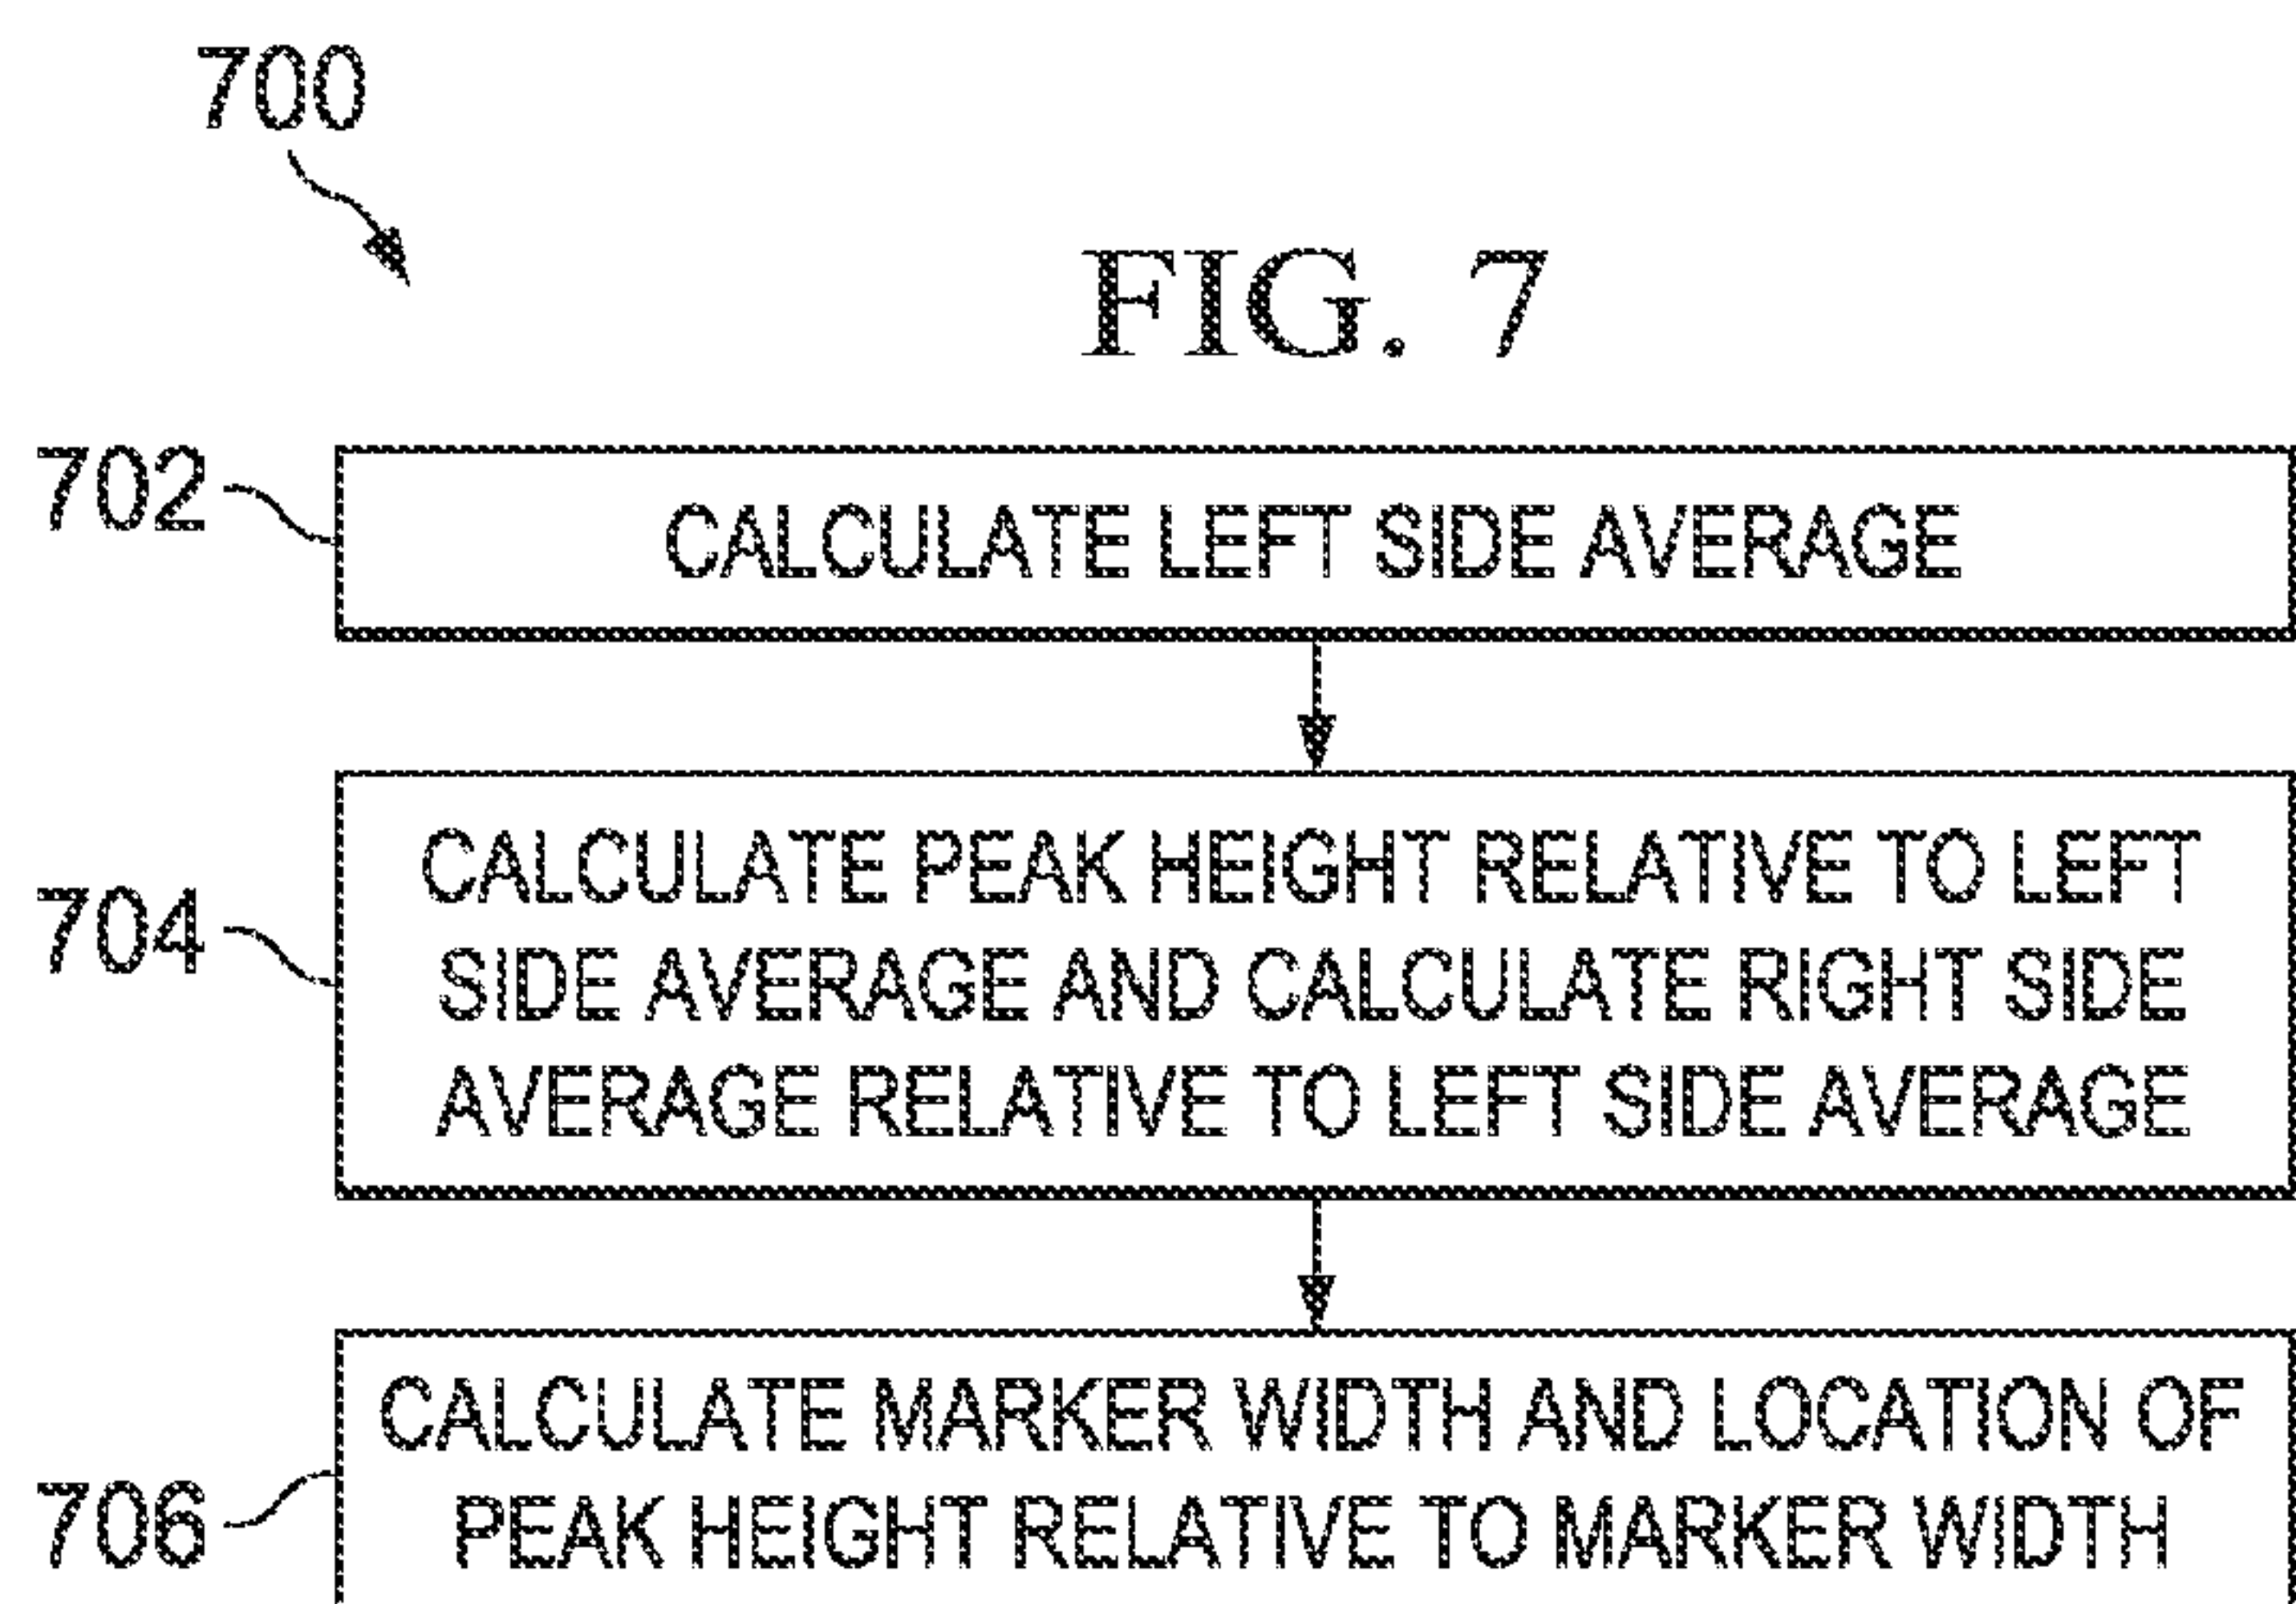 700
FIG. 7
702
CALCULATE LEFT SIDE AVERAGE
704
CALCULATE PEAK HEIGHT RELATIVE TO LEFT
SIDE AVERAGE AND CALCULATE RIGHT SIDE
AVERAGE RELATIVE TO LEFT SIDE AVERAGE
706
CALCULATE MARKER WIDTH AND LOCATION OF
PEAK HEIGHT RELATIVE TO MARKER WIDTH